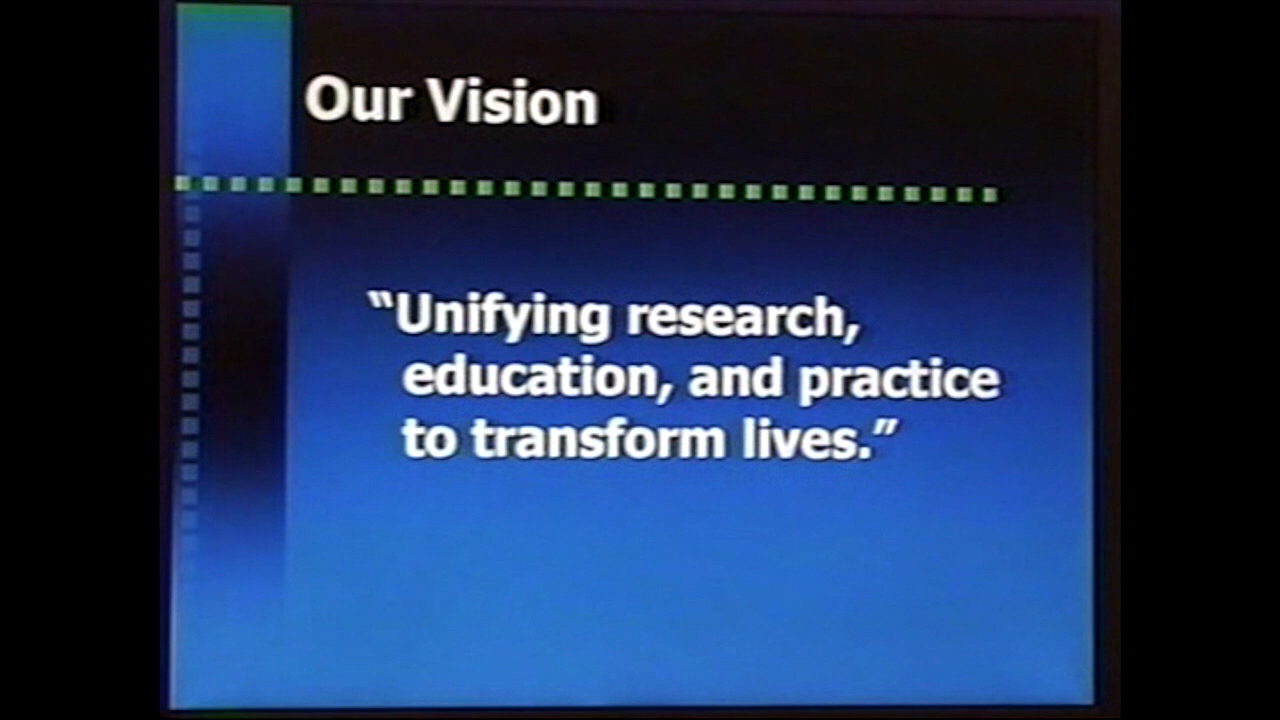 Our Vision
“Unifying research,
education, and practice
to transform lives.”